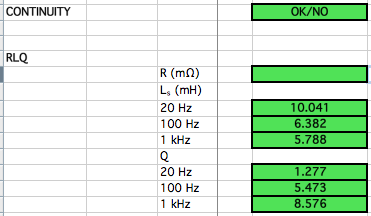 CONTINUITY OK/NO
RLQ
R (mΩ)
Ls (mH)
20 Hz 10.041
100 Hz 6.382
1 kHz 5.788
Q
20 Hz 1.277
100 Hz 5.473
1 kHz 8.576